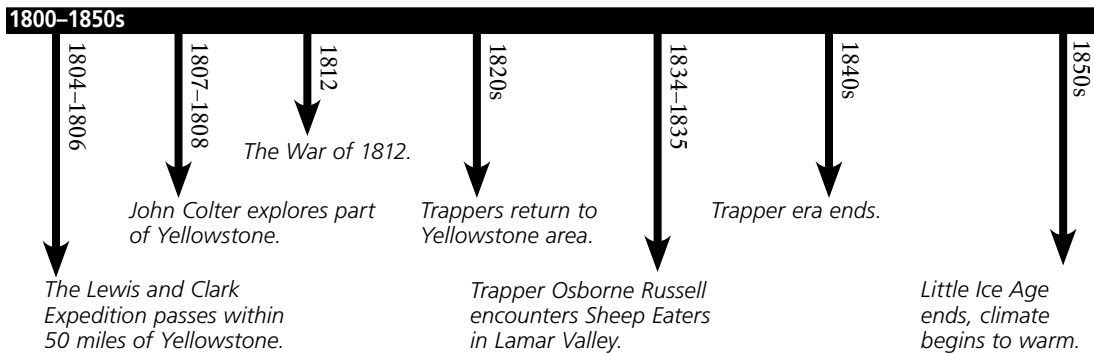 1800–1850s
1804–1806
The Lewis and Clark
Expedition passes within
50 miles of Yellowstone.
1807–1808
John Colter explores part
of Yellowstone.
1812
The War of 1812.
1820s
Trappers return to
Yellowstone area.
1834–1835
Trapper Osborne Russell
encounters Sheep Eaters
in Lamar Valley.
1840s
Trapper era ends.
1850s
Little Ice Age
ends, climate
begins to warm.